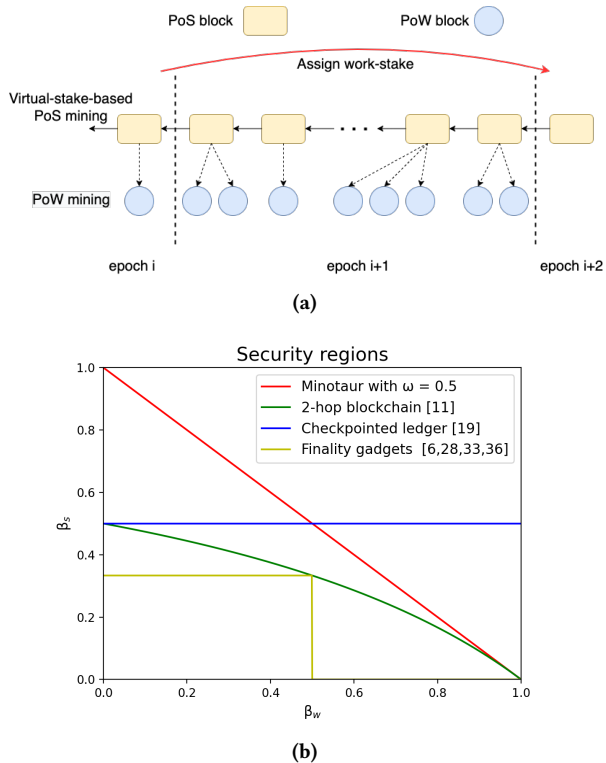 PoS block
PoW block
Assign work-stake
Virtual-stake-based
PoS mining
PoW mining
epoch i
epoch i+1
epoch i+2
(a)
Security regions
Minotaur with ω = 0.5
2-hop blockchain [11]
Checkpointed ledger [19]
Finality gadgets [6,28,33,36]
1.0
0.8
0.6
0.4
0.2
0.0
βs
0.0
0.2
0.4
0.6
0.8
1.0
βw
(b)